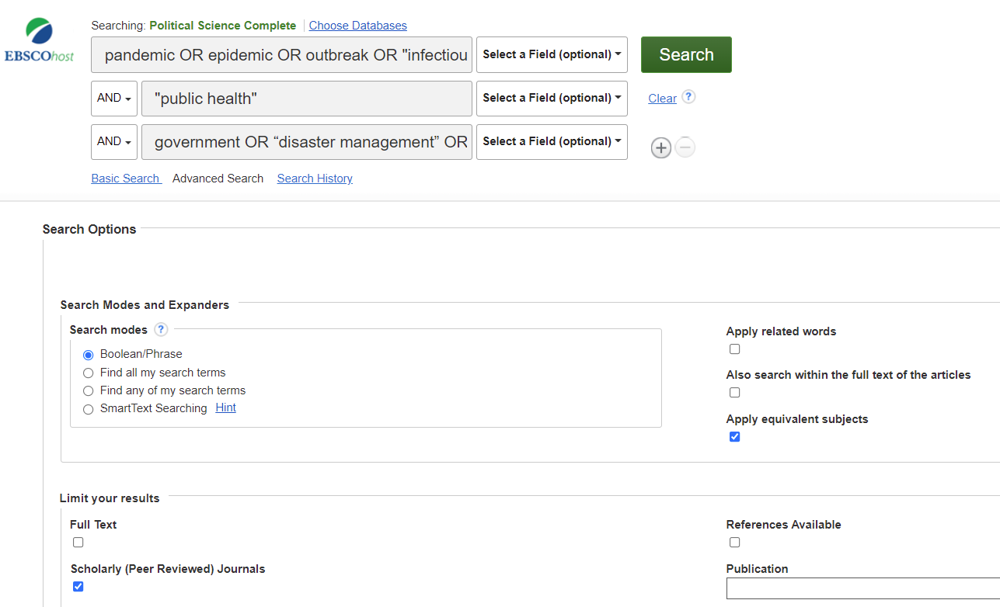 Searching: Political Science Complete Choose Databases
EBSCOhost
pandemic OR epidemic OR outbreak OR "infectiou Select a Field (optional) Search
AND "public health" Select a Field (optional) Clear ?
AND government OR “disaster management” OR Select a Field (optional)
Basic Search Advanced Search Search History
Search Options
Search Modes and Expanders
Search modes ?
Boolean/Phrase
Find all my search terms
Find any of my search terms
SmartText Searching Hint
Apply related words
Also search within the full text of the articles
Apply equivalent subjects
Limit your results
Full Text
References Available
Scholarly (Peer Reviewed) Journals
Publication